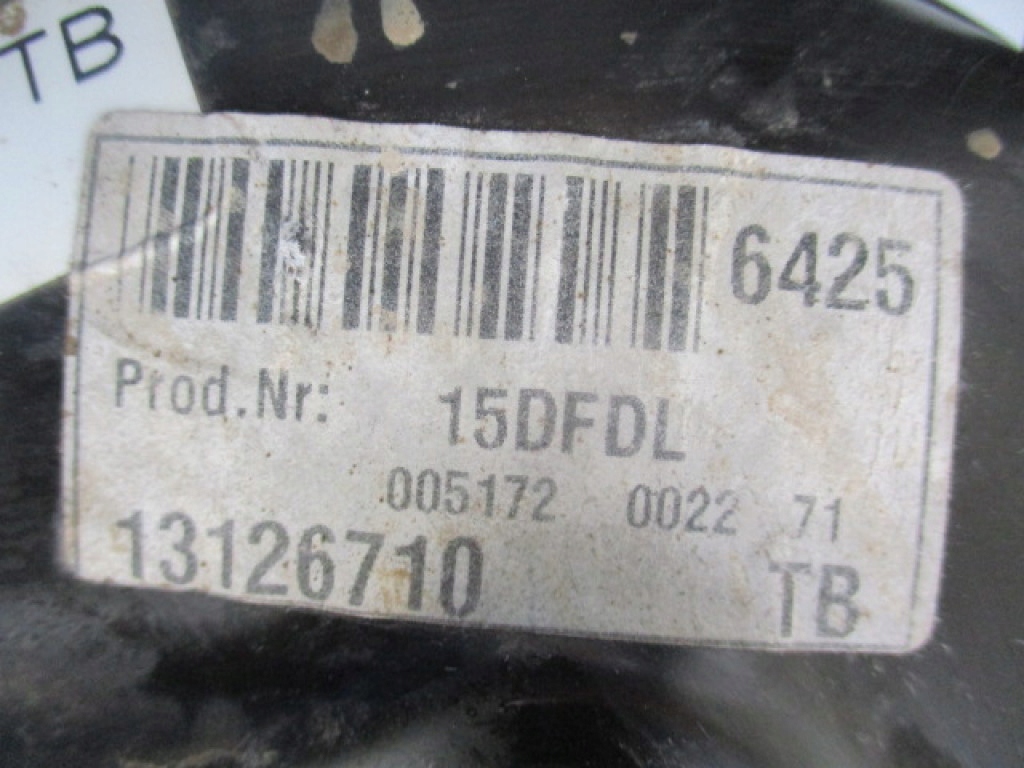 TB
6425
Prod.Nr: 15DFDL
005172 0022 71
13126710 TB